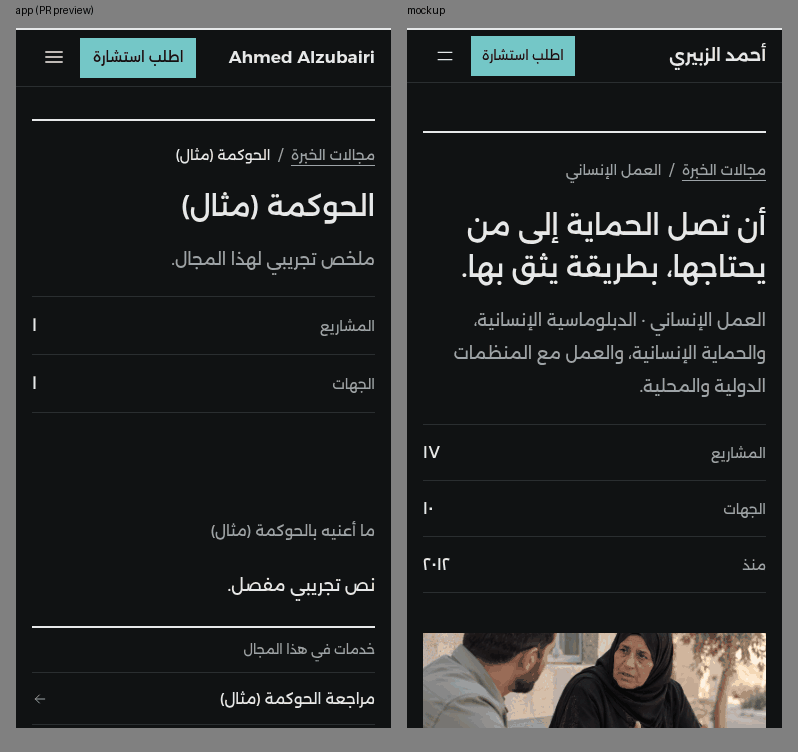 app (PR preview)
Ahmed Alzubairi
اطلب استشارة
مجالات الخبرة / الحوكمة (مثال)
الحوكمة (مثال)
ملخص تجريبي لهذا المجال.
المشاريع ١
الجهات ١
ما أعنيه بالحوكمة (مثال)
نص تجريبي مفصل.
خدمات في هذا المجال
مراجعة الحوكمة (مثال) ←
mockup
أحمد الزبيري
اطلب استشارة
مجالات الخبرة / العمل الإنساني
أن تصل الحماية إلى من
يحتاجها، بطريقة يثق بها.
العمل الإنساني · الدبلوماسية الإنسانية،
والحماية الإنسانية، والعمل مع المنظمات
الدولية والمحلية.
المشاريع ١٧
الجهات ١٠
منذ ٢٠١٢